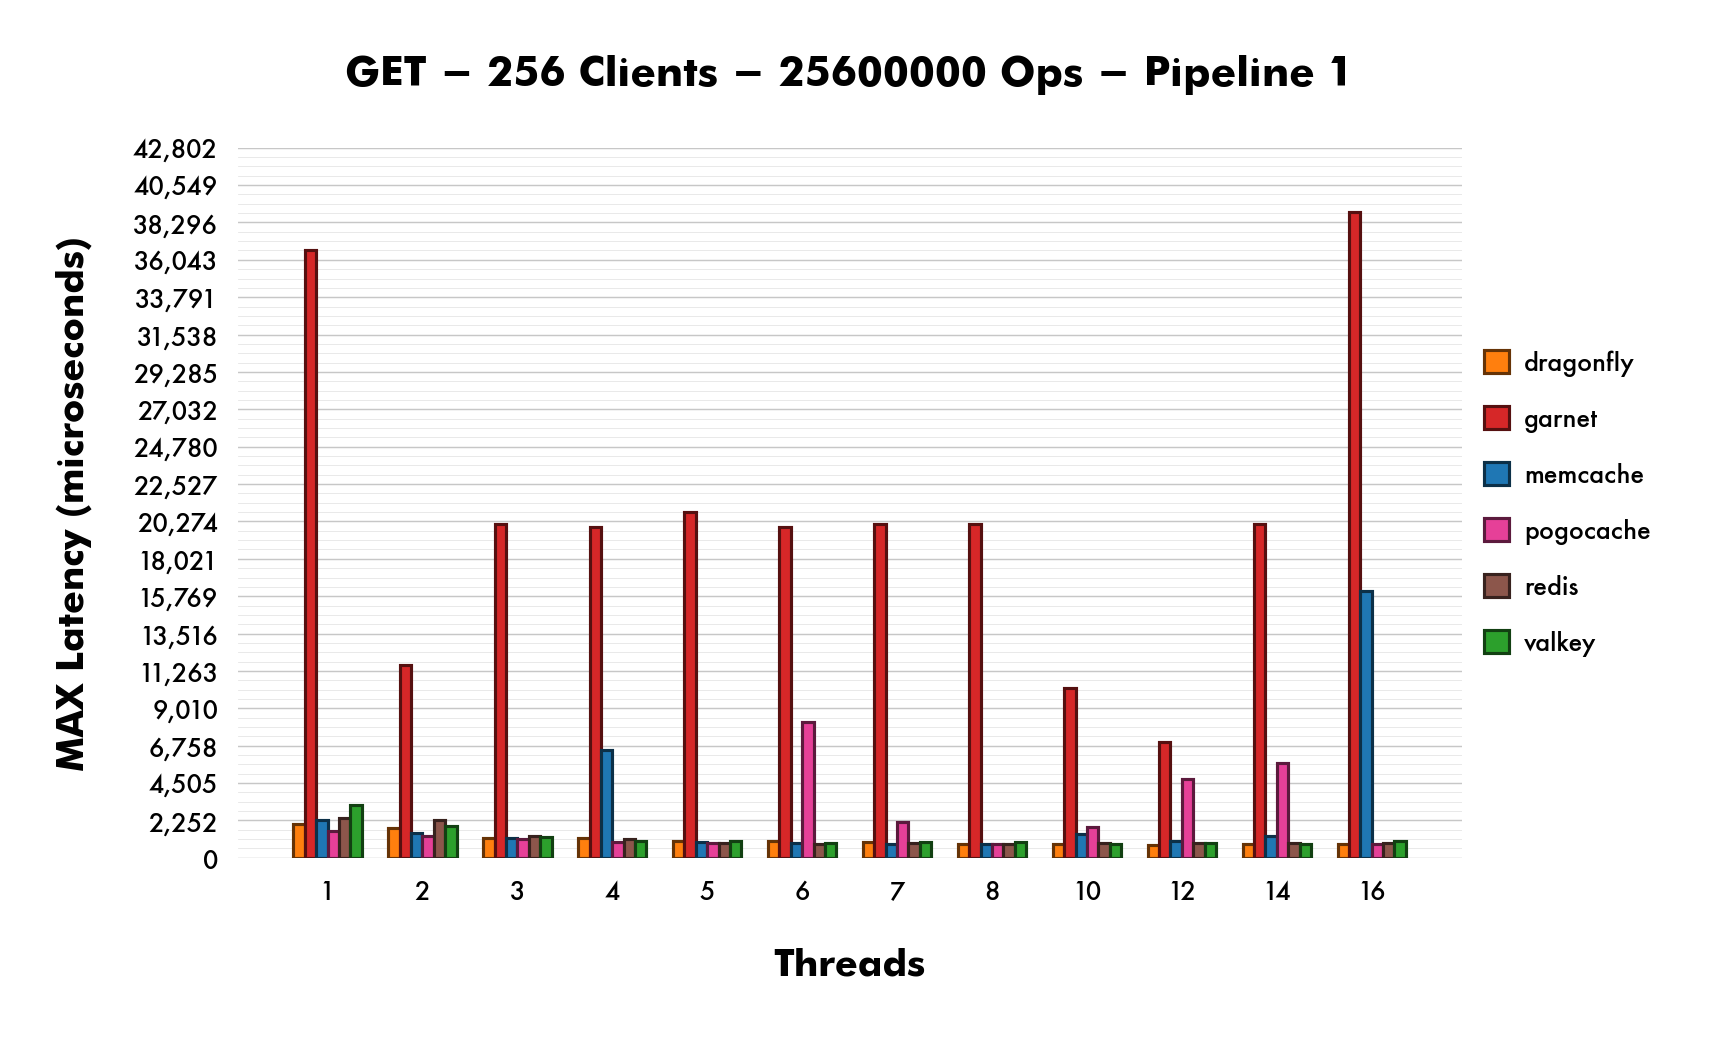 GET – 256 Clients – 25600000 Ops – Pipeline 1
MAX Latency (microseconds)
42,802
40,549
38,296
36,043
33,791
31,538
29,285
27,032
24,780
22,527
20,274
18,021
15,769
13,516
11,263
9,010
6,758
4,505
2,252
0
1 2 3 4 5 6 7 8 10 12 14 16
Threads
dragonfly
garnet
memcache
pogocache
redis
valkey